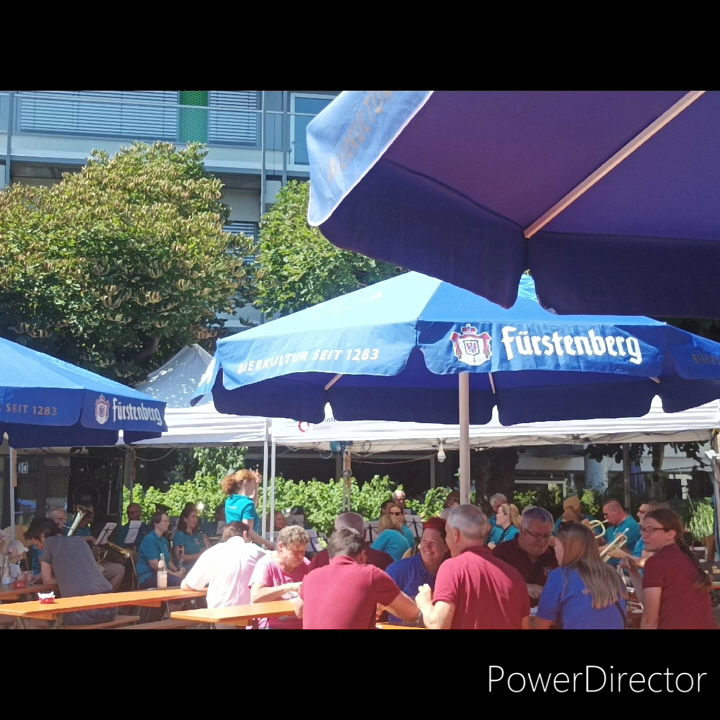 BIERKULTUR SEIT 1283
Fürstenberg
SEIT 1283
Fürstenberg
PowerDirector